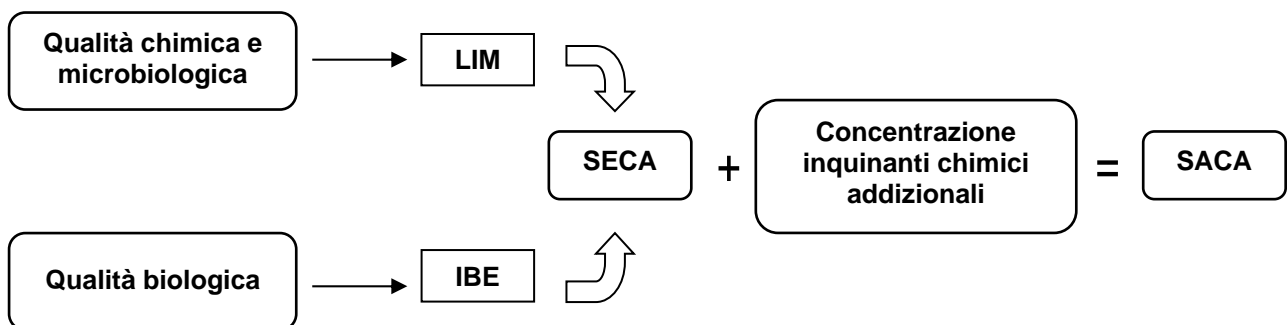 Qualità chimica e
microbiologica
LIM
SECA
+
Concentrazione
inquinanti chimici
addizionali
=
SACA
Qualità biologica
IBE